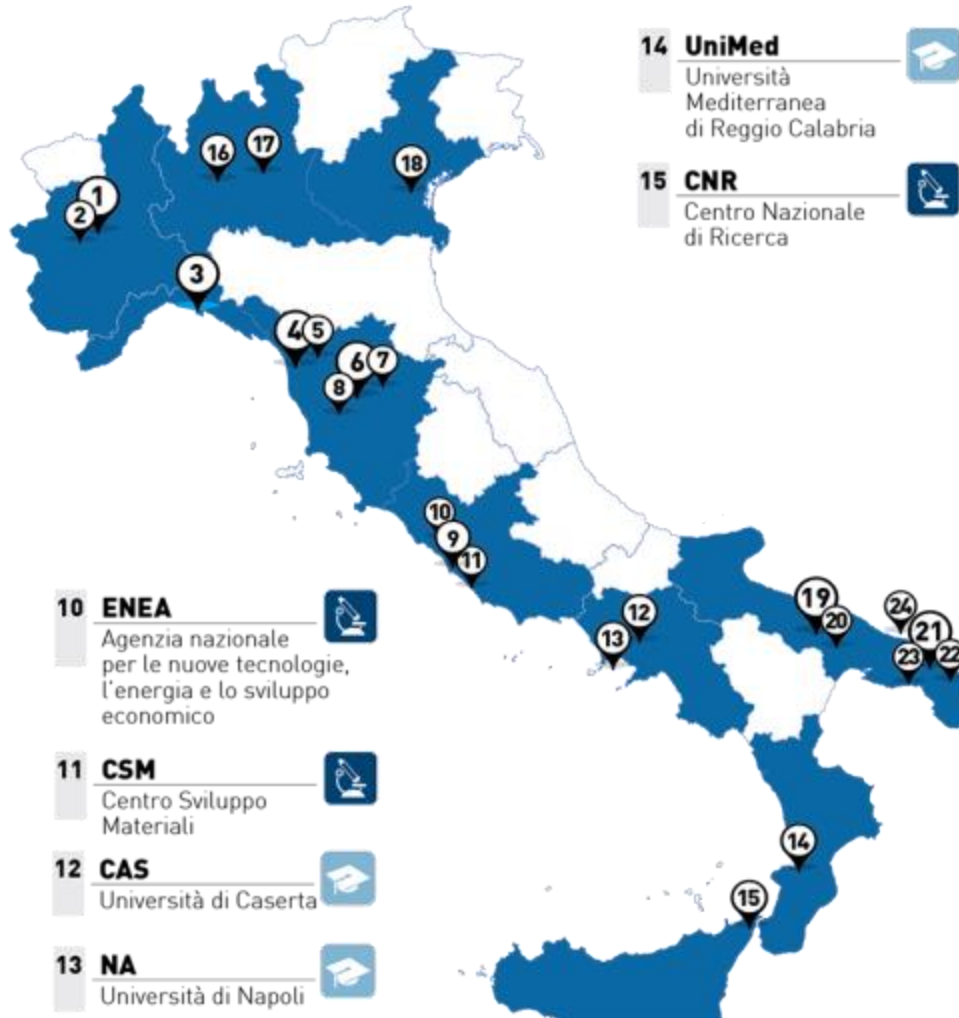 14 UniMed
Università
Mediterranea
di Reggio Calabria
15 CNR
Centro Nazionale
di Ricerca
16
17
18
1
2
3
4
5
6
7
8
10
9
11
12
13
19
20
24
21
23
22
14
15
10 ENEA
Agenzia nazionale
per le nuove tecnologie,
l'energia e lo sviluppo
economico
11 CSM
Centro Sviluppo
Materiali
12 CAS
Università di Caserta
13 NA
Università di Napoli